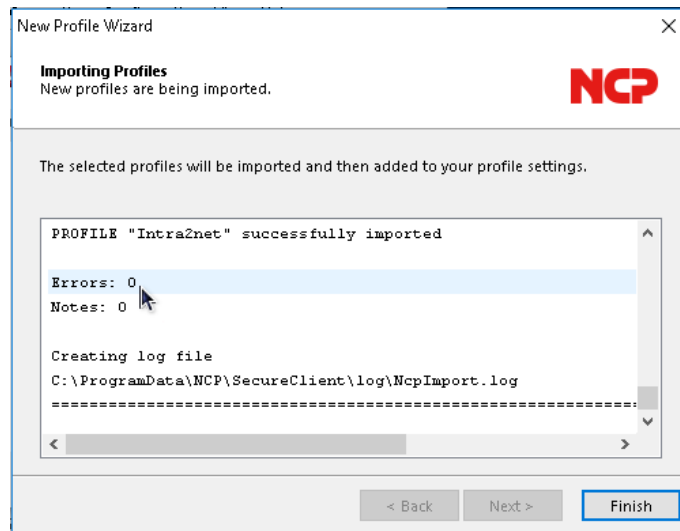 New Profile Wizard
Importing Profiles
New profiles are being imported.
NCP
The selected profiles will be imported and then added to your profile settings.
PROFILE "Intra2net" successfully imported
Errors: 0
Notes: 0
Creating log file
C:\ProgramData\NCP\SecureClient\log\NcpImport.log
==============================================================
< Back
Next >
Finish